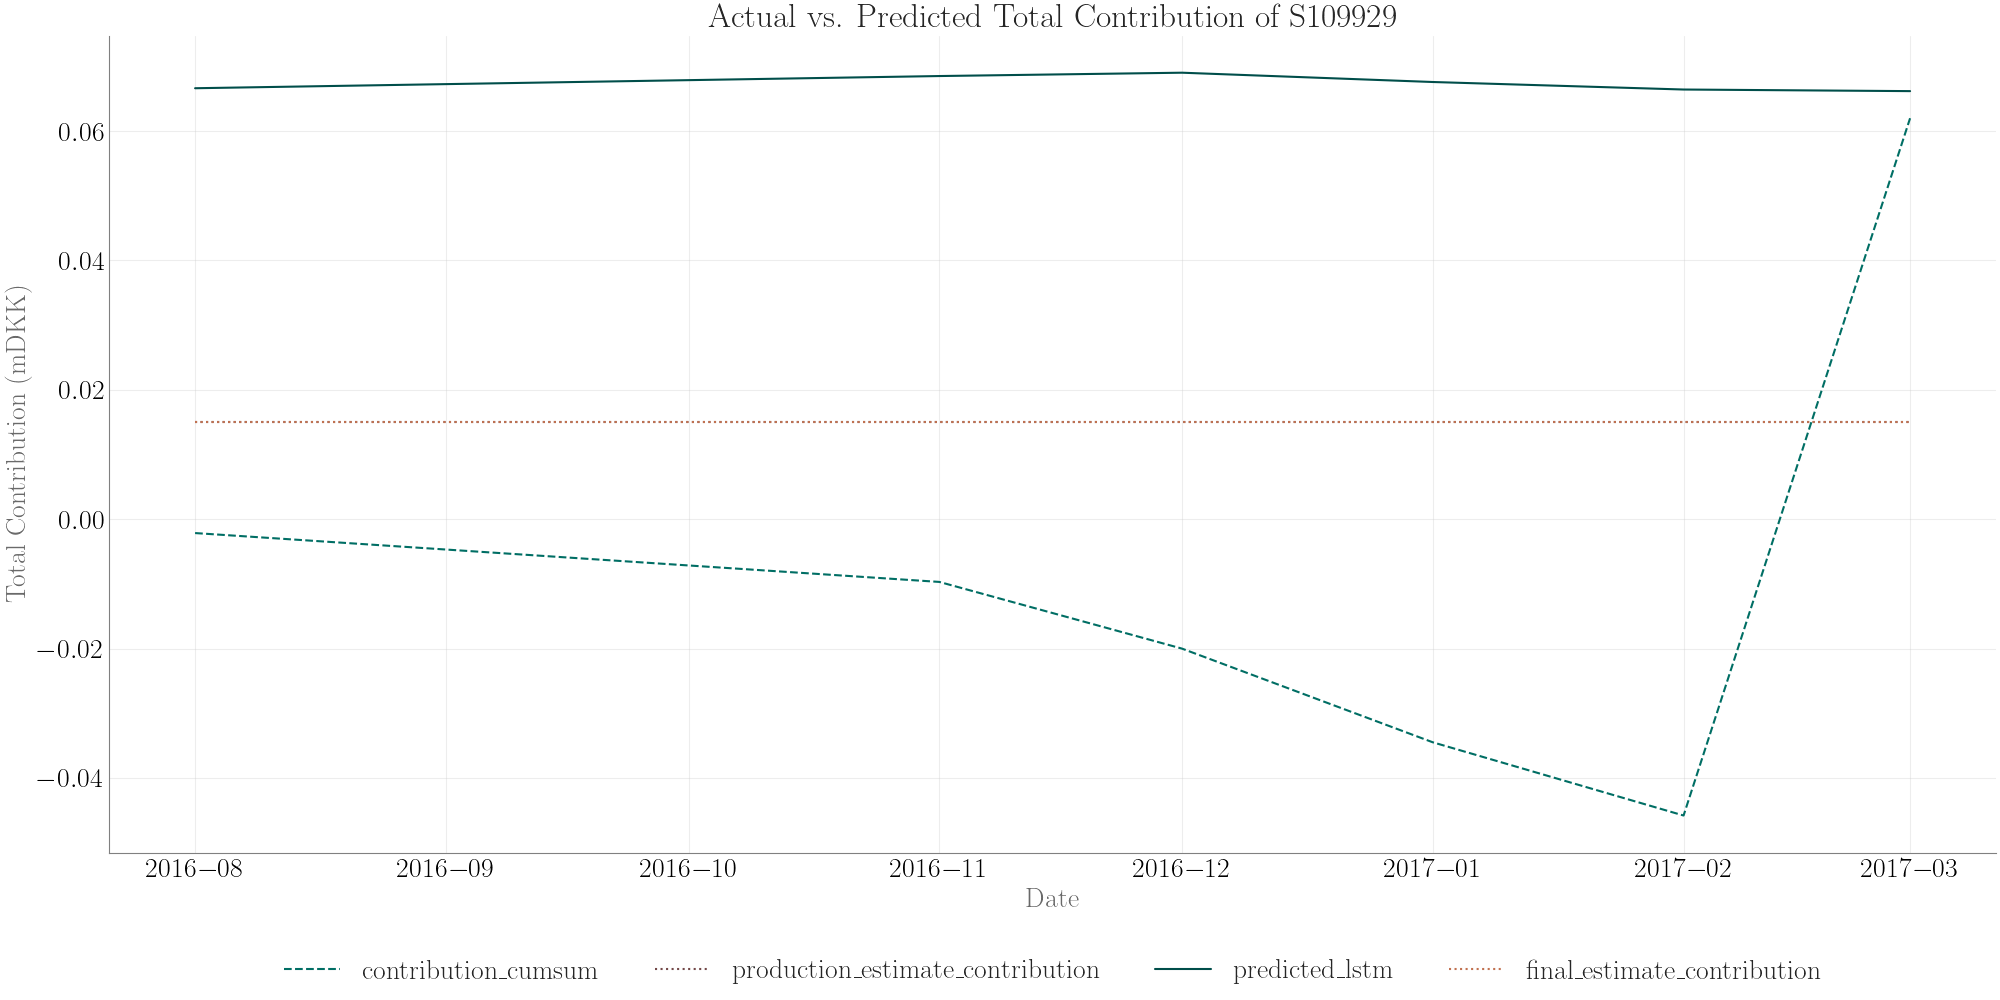 Actual vs. Predicted Total Contribution of S109929
Total Contribution (mDKK)
0.06
0.04
0.02
0.00
−0.02
−0.04
2016−08 2016−09 2016−10 2016−11 2016−12 2017−01 2017−02 2017−03
Date
contribution_cumsum production_estimate_contribution predicted_lstm final_estimate_contribution